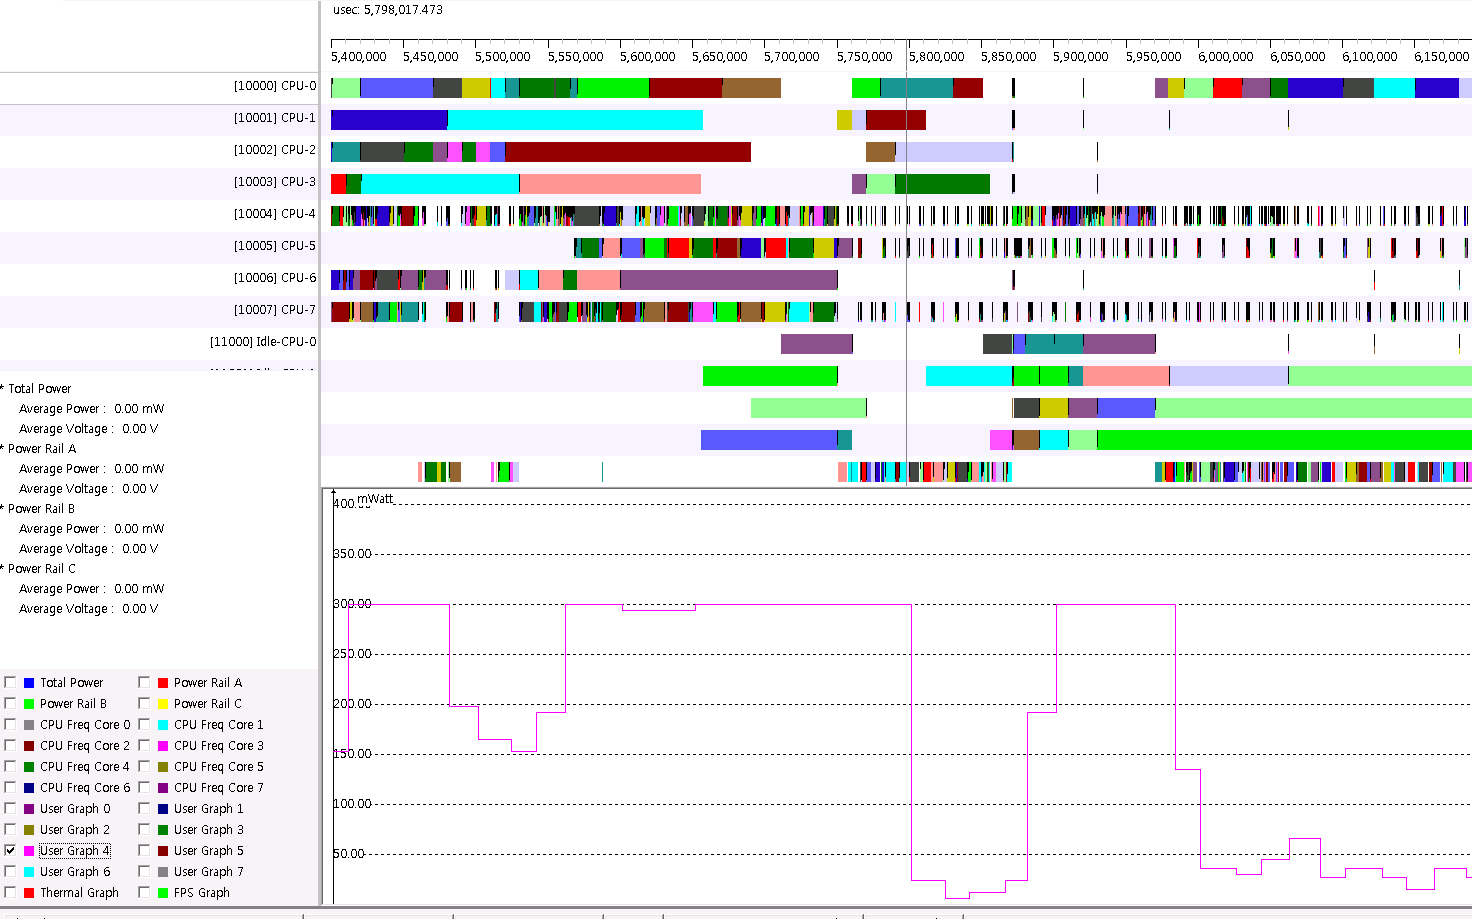 usec: 5,798,017.473
5,400,000 5,450,000 5,500,000 5,550,000 5,600,000 5,650,000 5,700,000 5,750,000 5,800,000 5,850,000 5,900,000 5,950,000 6,000,000 6,050,000 6,100,000 6,150,000
[10000] CPU-0
[10001] CPU-1
[10002] CPU-2
[10003] CPU-3
[10004] CPU-4
[10005] CPU-5
[10006] CPU-6
[10007] CPU-7
[11000] Idle-CPU-0
* Total Power
Average Power : 0.00 mW
Average Voltage : 0.00 V
* Power Rail A
Average Power : 0.00 mW
Average Voltage : 0.00 V
* Power Rail B
Average Power : 0.00 mW
Average Voltage : 0.00 V
* Power Rail C
Average Power : 0.00 mW
Average Voltage : 0.00 V
mWatt
350.00
300.00
250.00
200.00
150.00
100.00
50.00
Total Power Power Rail A
Power Rail B Power Rail C
CPU Freq Core 0 CPU Freq Core 1
CPU Freq Core 2 CPU Freq Core 3
CPU Freq Core 4 CPU Freq Core 5
CPU Freq Core 6 CPU Freq Core 7
User Graph 0 User Graph 1
User Graph 2 User Graph 3
User Graph 4 User Graph 5
User Graph 6 User Graph 7
Thermal Graph FPS Graph